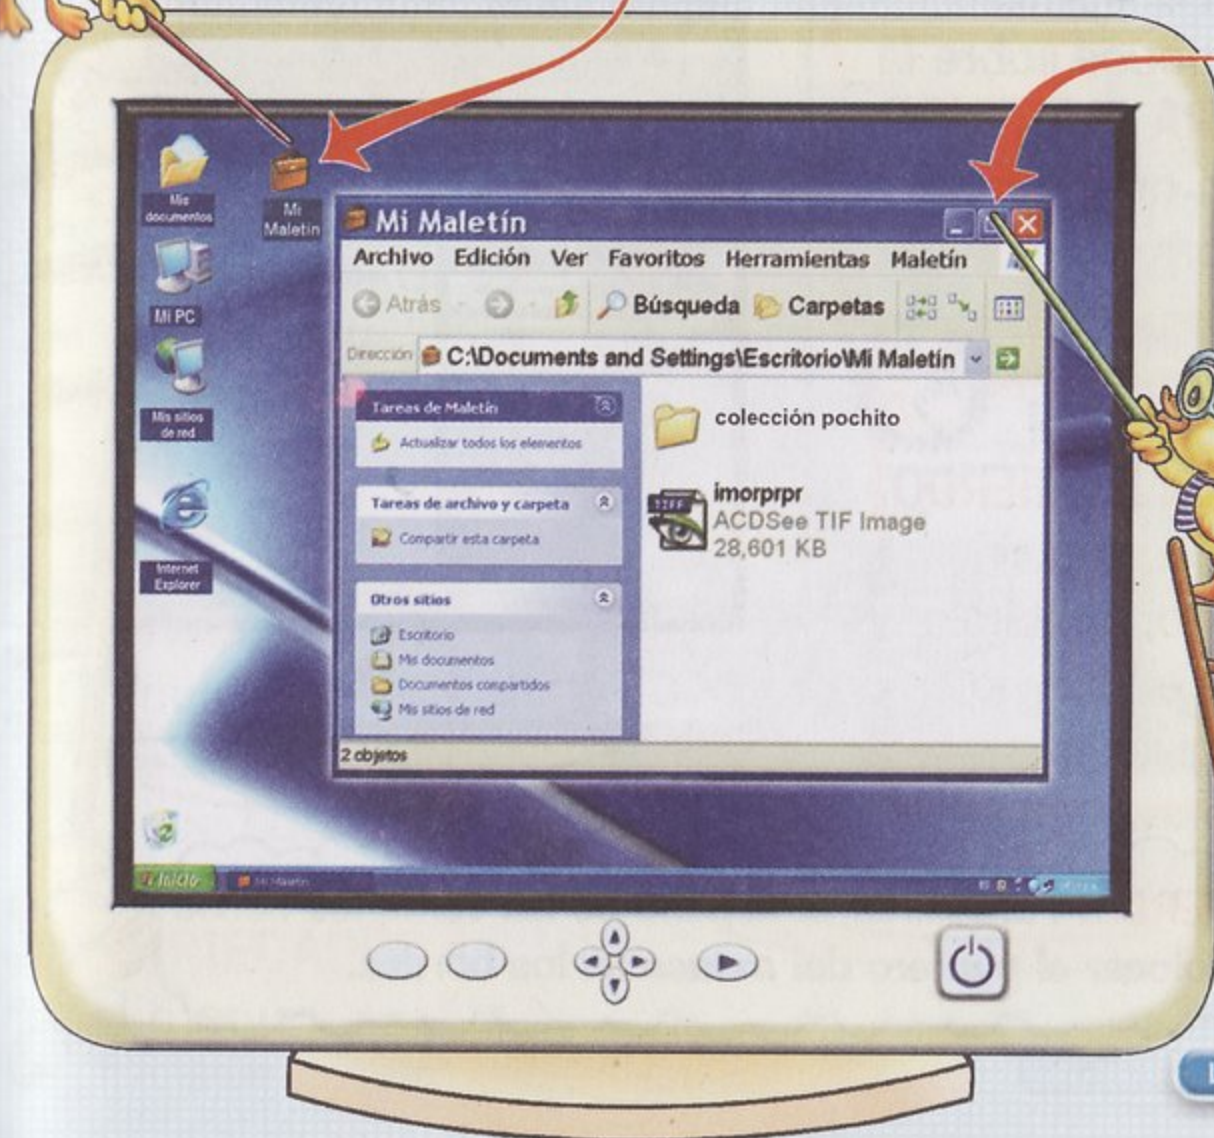 Mis
documentos
Mi
Maletín
Mi PC
Mis sitios
de red
Internet
Explorer
Mi Maletín
Archivo Edición Ver Favoritos Herramientas Maletín
Atrás Búsqueda Carpetas
Dirección C:\Documents and Settings\Escritorio\Mi Maletín
Tareas de Maletín
Actualizar todos los elementos
Tareas de archivo y carpeta
Compartir esta carpeta
Otros sitios
Escritorio
Mis documentos
Documentos compartidos
Mis sitios de red
colección pochito
TIFF
imorprpr
ACDSee TIF Image
28,601 KB
2 objetos
Inicio Mi Maletín